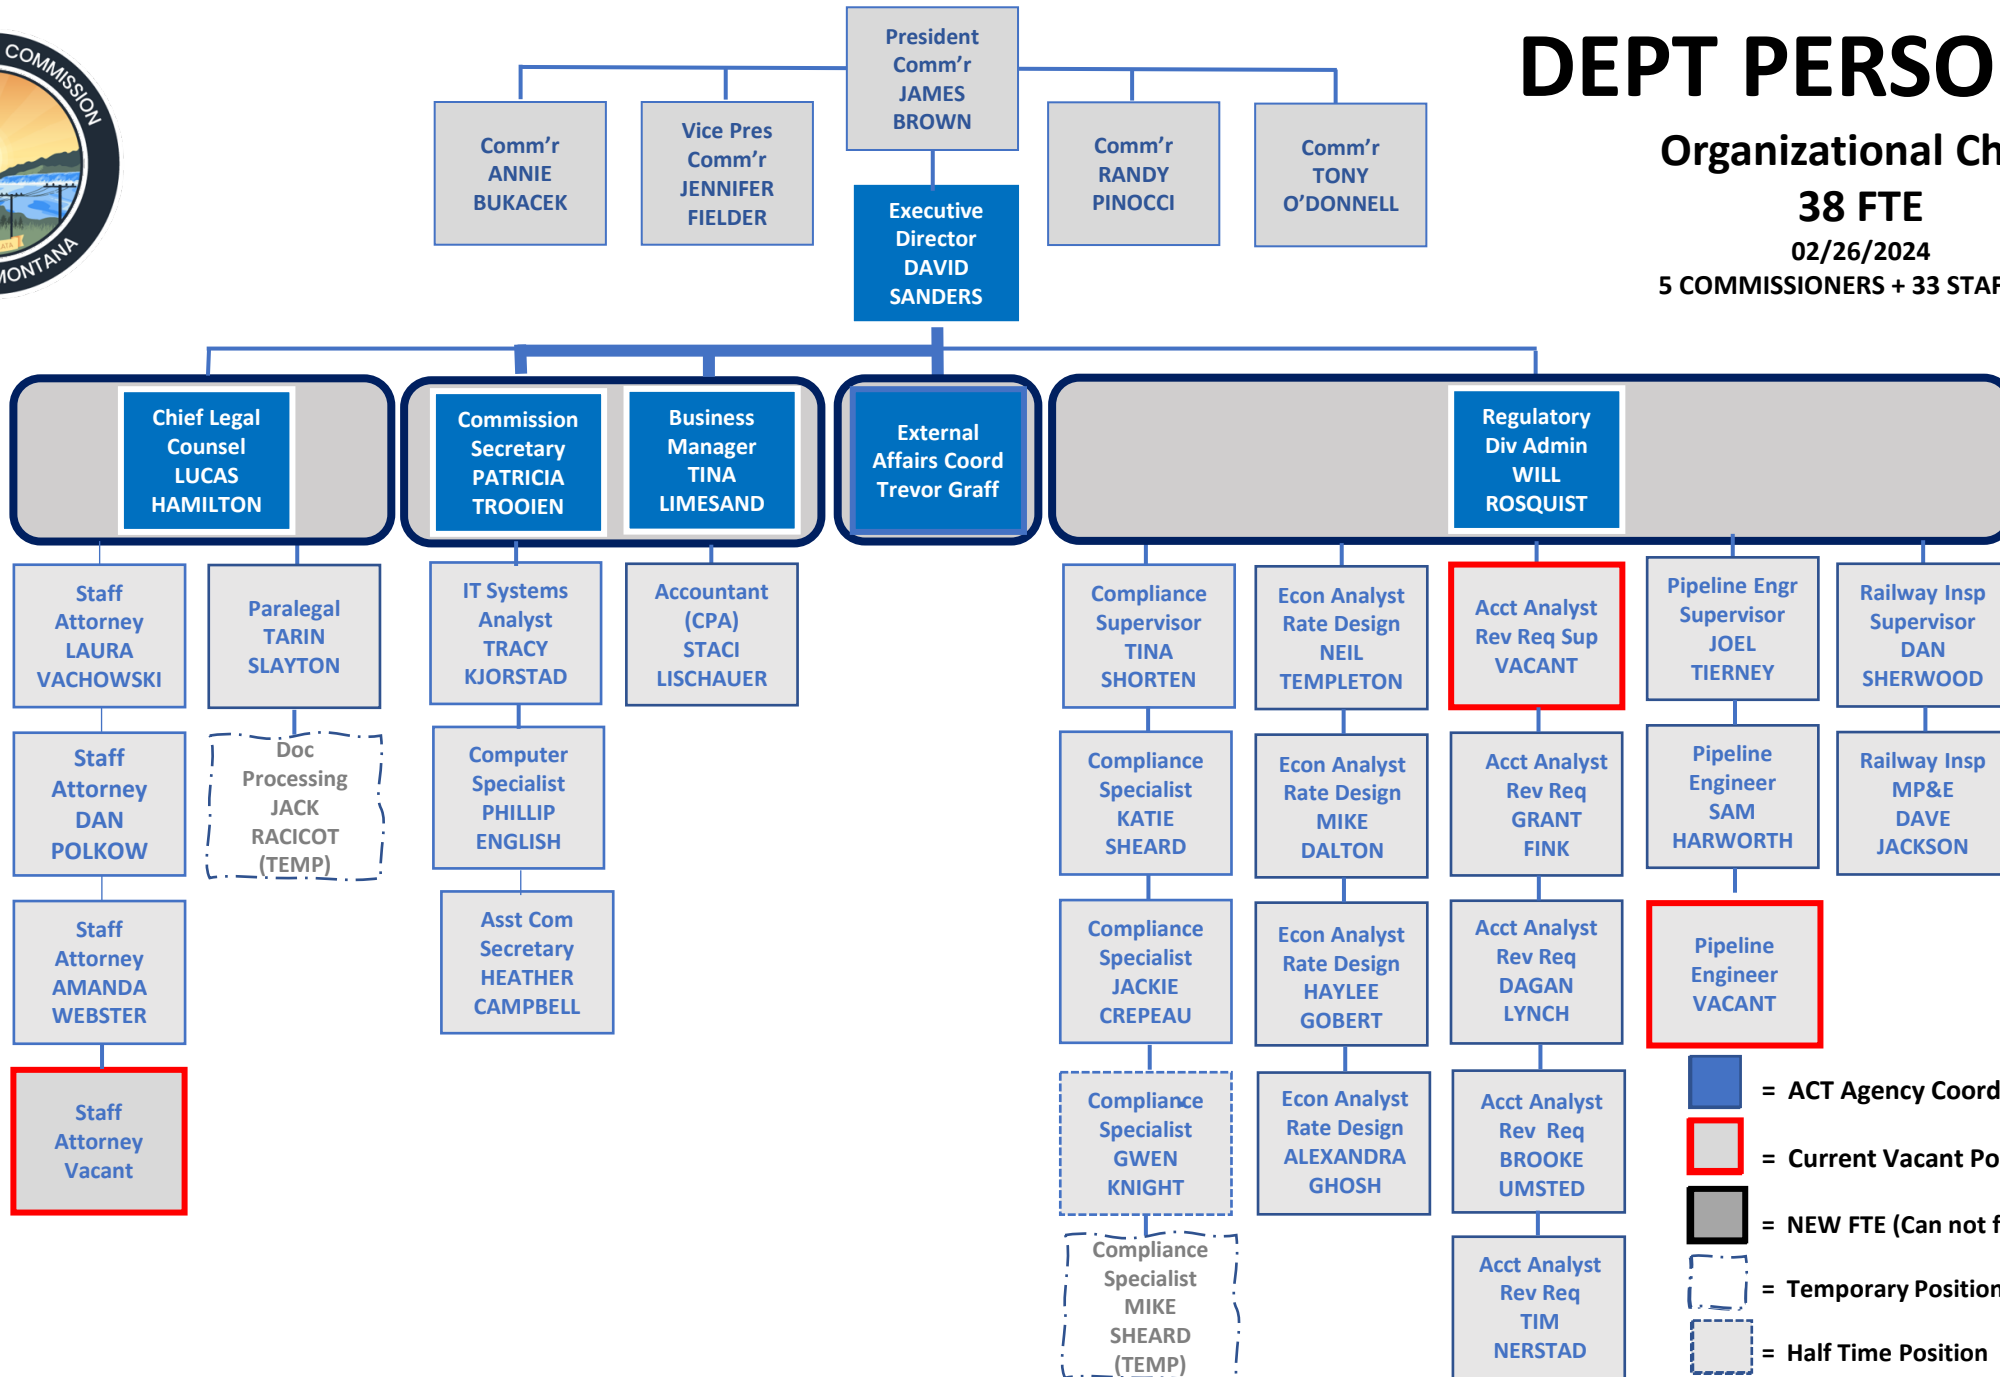 COMMISSION
MONTANA
DEPT PERSO
Organizational Ch
38 FTE
02/26/2024
5 COMMISSIONERS + 33 STAF
President
Comm'r
JAMES
BROWN
Comm'r
ANNIE
BUKACEK
Vice Pres
Comm'r
JENNIFER
FIELDER
Comm'r
RANDY
PINOCCI
Comm'r
TONY
O'DONNELL
Executive
Director
DAVID
SANDERS
Chief Legal
Counsel
LUCAS
HAMILTON
Commission
Secretary
PATRICIA
TROOIEN
Business
Manager
TINA
LIMESAND
External
Affairs Coord
Trevor Graff
Regulatory
Div Admin
WILL
ROSQUIST
Staff
Attorney
LAURA
VACHOWSKI
Paralegal
TARIN
SLAYTON
IT Systems
Analyst
TRACY
KJORSTAD
Accountant
(CPA)
STACI
LISCHAUER
Compliance
Supervisor
TINA
SHORTEN
Econ Analyst
Rate Design
NEIL
TEMPLETON
Acct Analyst
Rev Req Sup
VACANT
Pipeline Engr
Supervisor
JOEL
TIERNEY
Railway Insp
Supervisor
DAN
SHERWOOD
Staff
Attorney
DAN
POLKOW
Doc
Processing
JACK
RACICOT
(TEMP)
Computer
Specialist
PHILLIP
ENGLISH
Compliance
Specialist
KATIE
SHEARD
Econ Analyst
Rate Design
MIKE
DALTON
Acct Analyst
Rev Req
GRANT
FINK
Pipeline
Engineer
SAM
HARWORTH
Railway Insp
MP&E
DAVE
JACKSON
Staff
Attorney
AMANDA
WEBSTER
Asst Com
Secretary
HEATHER
CAMPBELL
Compliance
Specialist
JACKIE
CREPEAU
Econ Analyst
Rate Design
HAYLEE
GOBERT
Acct Analyst
Rev Req
DAGAN
LYNCH
Pipeline
Engineer
VACANT
Staff
Attorney
Vacant
Compliance
Specialist
GWEN
KNIGHT
Econ Analyst
Rate Design
ALEXANDRA
GHOSH
Acct Analyst
Rev Req
BROOKE
UMSTED
Compliance
Specialist
MIKE
SHEARD
(TEMP)
Acct Analyst
Rev Req
TIM
NERSTAD
= ACT Agency Coord
= Current Vacant Po
= NEW FTE (Can not f
= Temporary Position
= Half Time Position